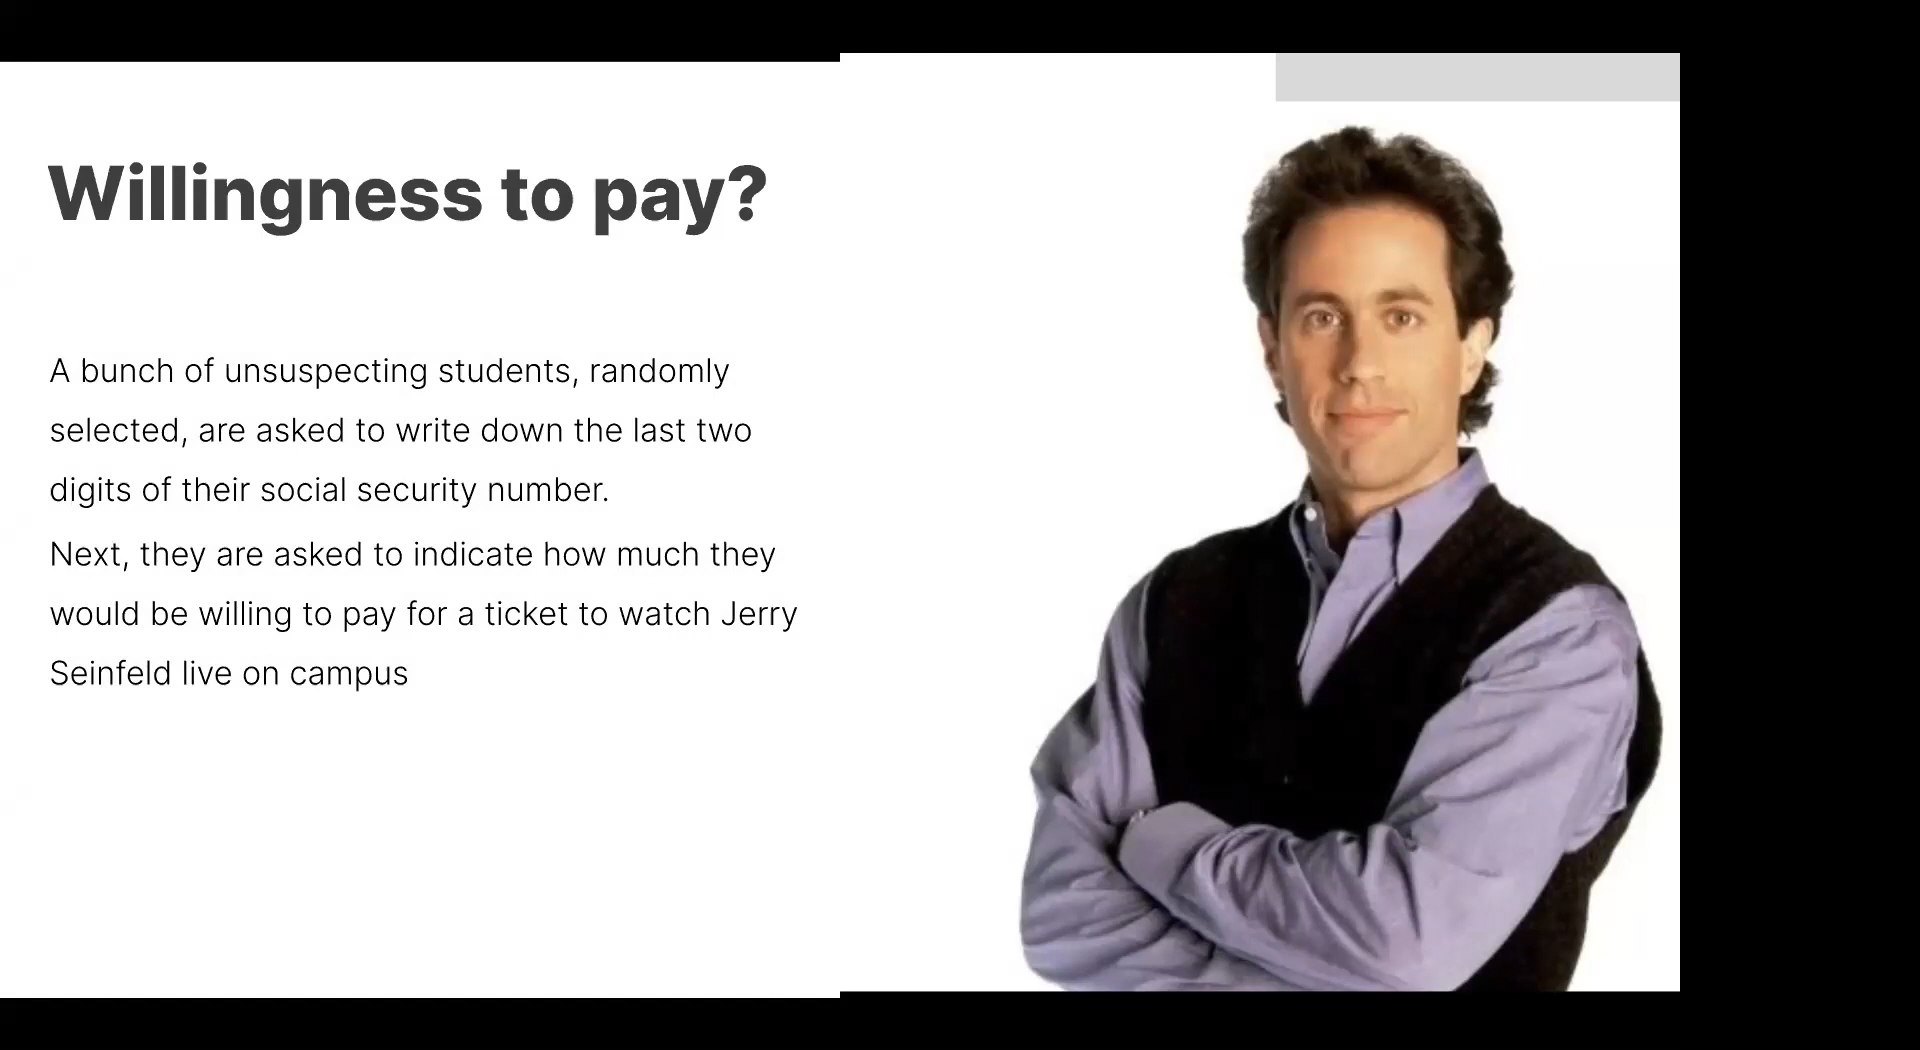 Willingness to pay?
A bunch of unsuspecting students, randomly
selected, are asked to write down the last two
digits of their social security number.
Next, they are asked to indicate how much they
would be willing to pay for a ticket to watch Jerry
Seinfeld live on campus